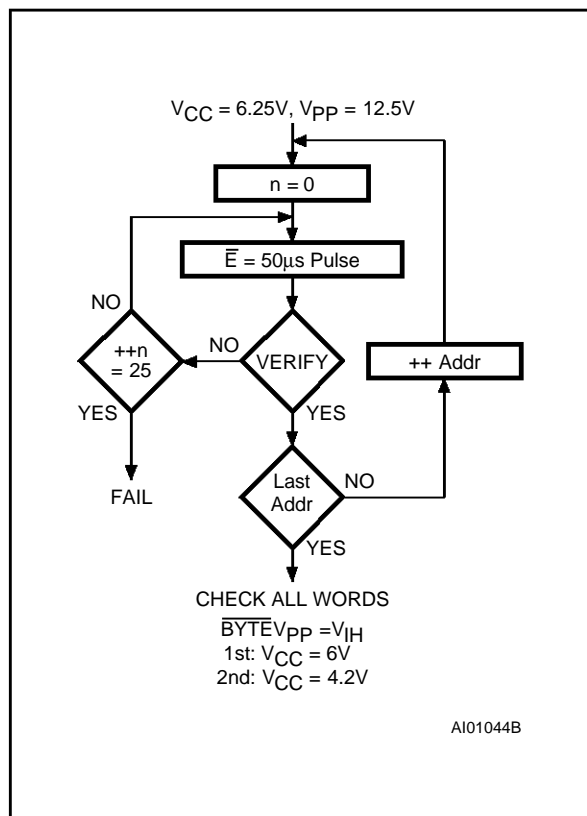 VCC = 6.25V, VPP = 12.5V
n = 0
E̅ = 50µs Pulse
NO
++n
= 25
NO
VERIFY
++ Addr
YES
YES
Last
Addr
NO
FAIL
YES
CHECK ALL WORDS
B̅Y̅T̅E̅VPP =VIH
1st: VCC = 6V
2nd: VCC = 4.2V
AI01044B